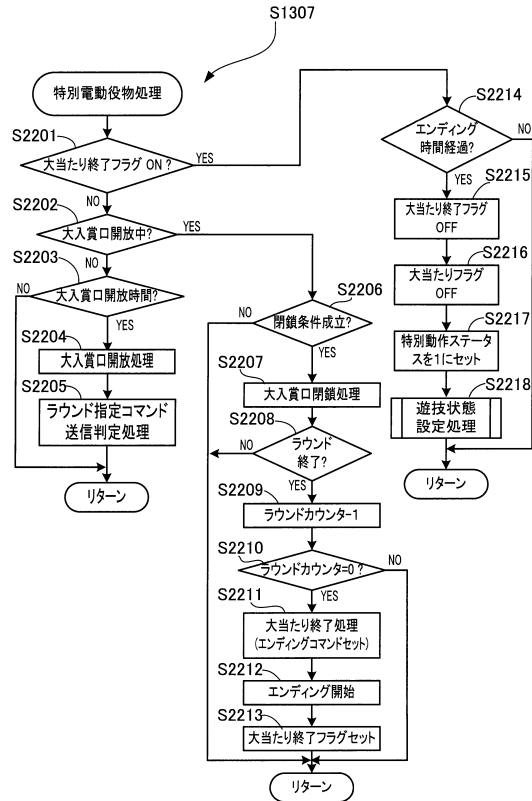 S1307
特別電動役物処理
S2201
大当たり終了フラグ ON?
YES
NO
S2202
大入賞口開放中?
YES
NO
S2203
大入賞口開放時間?
NO
YES
S2204
大入賞口開放処理
S2205
ラウンド指定コマンド
送信判定処理
リターン
S2206
閉鎖条件成立?
NO
YES
S2207
大入賞口閉鎖処理
S2208
ラウンド
終了?
NO
YES
S2209
ラウンドカウンタ-1
S2210
ラウンドカウンタ=0?
NO
YES
S2211
大当たり終了処理
(エンディングコマンドセット)
S2212
エンディング開始
S2213
大当たり終了フラグセット
リターン
S2214
エンディング
時間経過?
NO
YES
S2215
大当たり終了フラグ
OFF
S2216
大当たりフラグ
OFF
S2217
特別動作ステータ
スを1にセット
S2218
遊技状態
設定処理
リターン